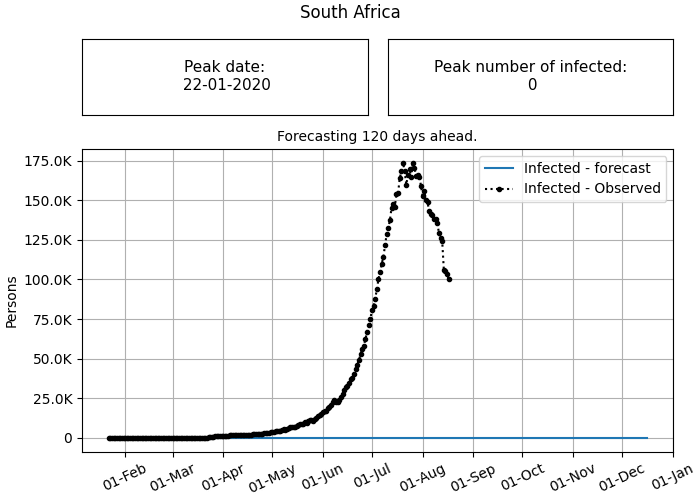 South Africa
Peak date:
22-01-2020
Peak number of infected:
0
Forecasting 120 days ahead.
Infected - forecast
Infected - Observed
Persons
175.0K
150.0K
125.0K
100.0K
75.0K
50.0K
25.0K
0
01-Feb
01-Mar
01-Apr
01-May
01-Jun
01-Jul
01-Aug
01-Sep
01-Oct
01-Nov
01-Dec
01-Jan